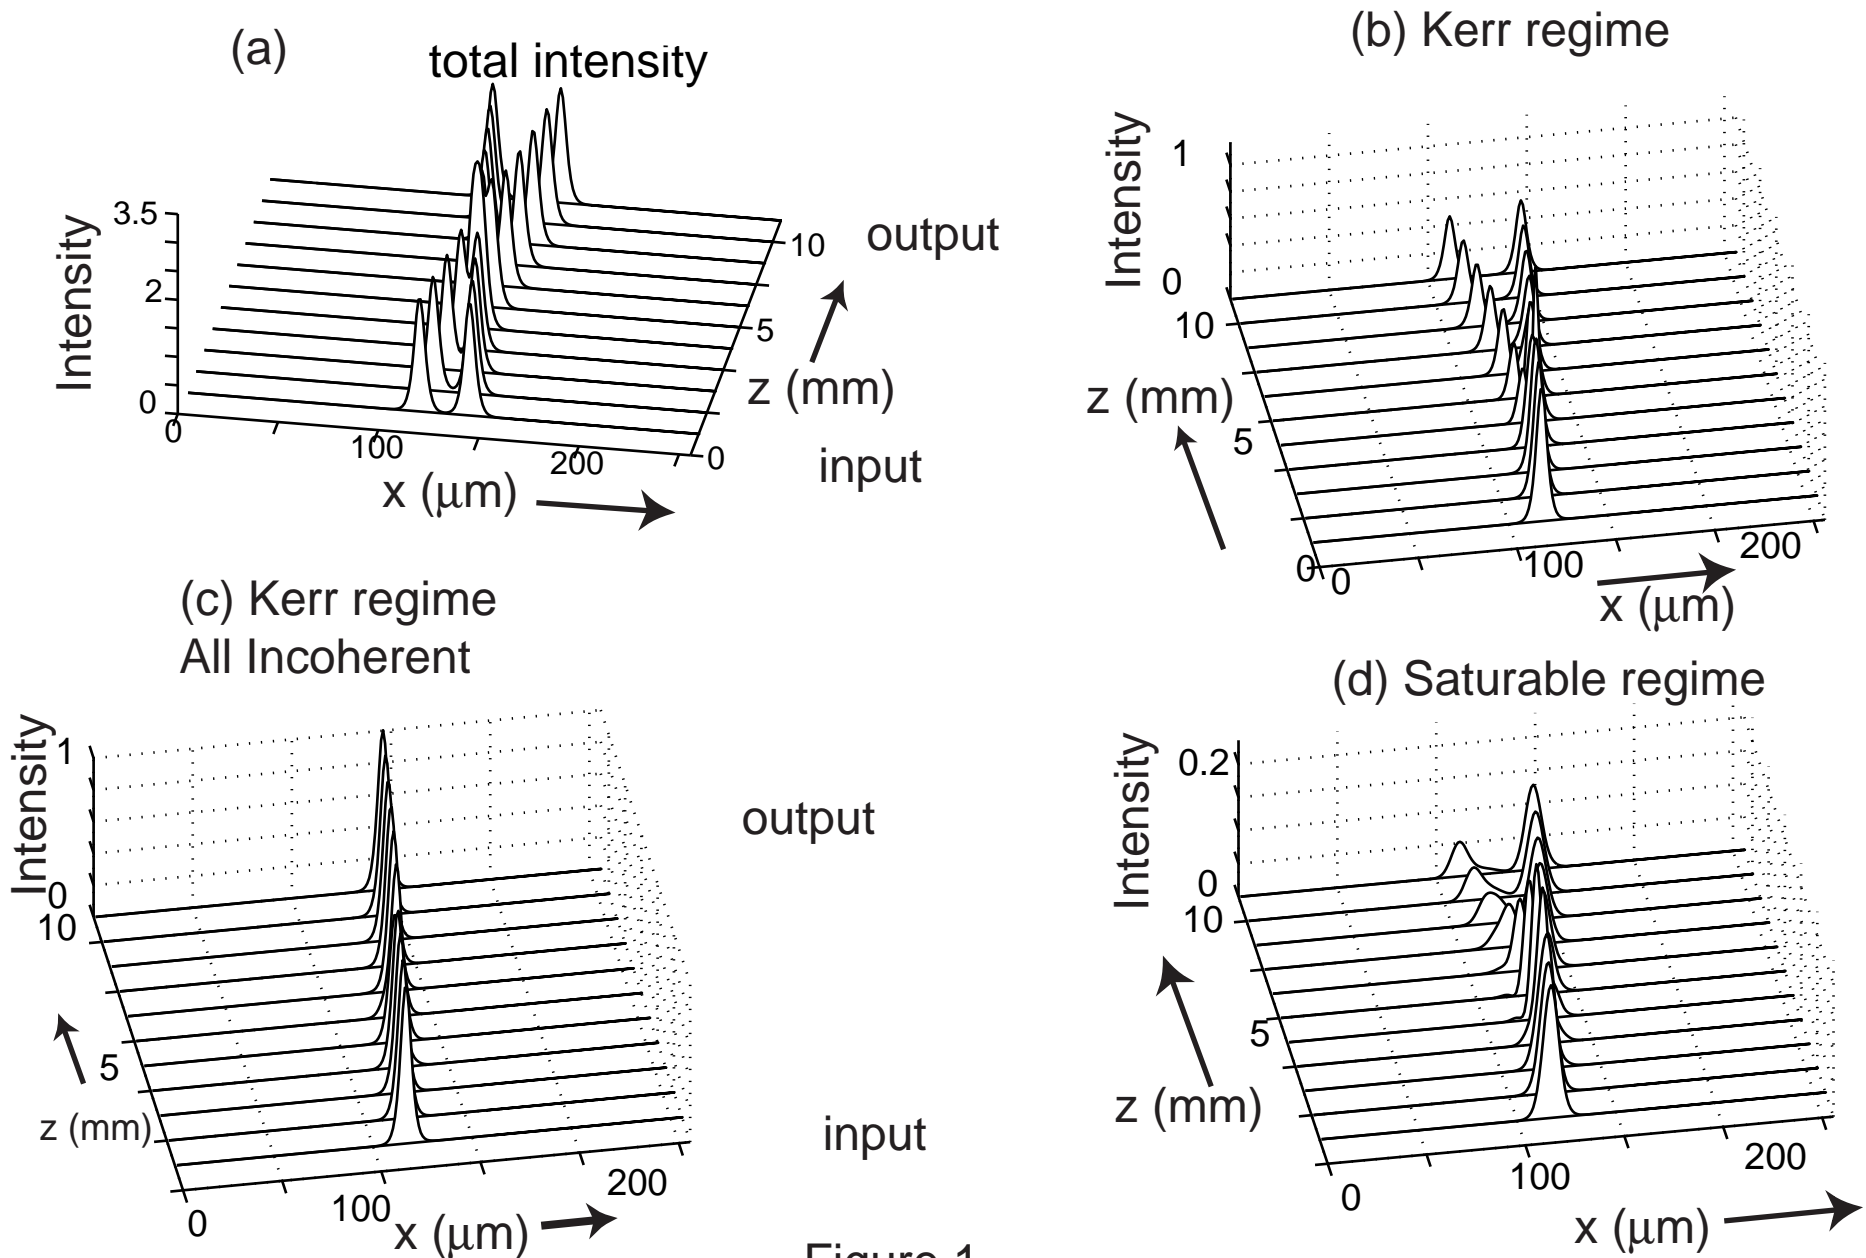 (a)
total intensity
Intensity
3.5
2
0
0
100
200
x (μm)
0
5
10
z (mm)
output
input
(b) Kerr regime
Intensity
1
0
10
5
0
z (mm)
0
100
200
x (μm)
(c) Kerr regime
All Incoherent
Intensity
1
0
10
5
z (mm)
0
100
200
x (μm)
output
input
(d) Saturable regime
Intensity
0.2
0
10
5
z (mm)
0
100
200
x (μm)
Figure 1